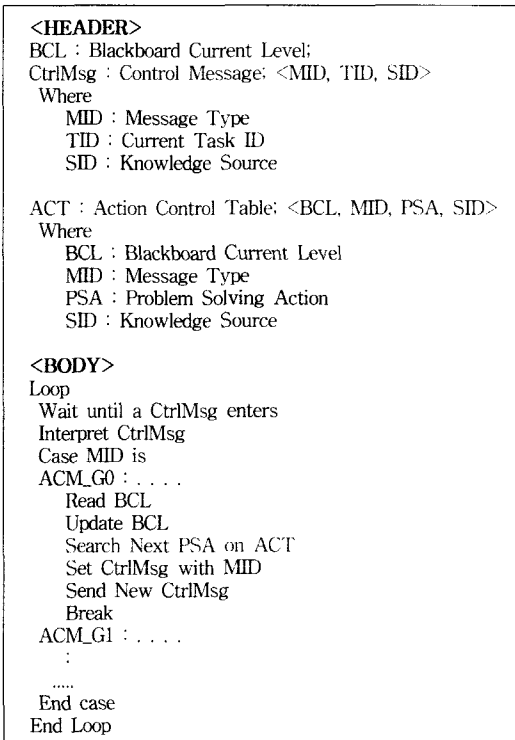 <HEADER>
BCL : Blackboard Current Level;
CtrlMsg : Control Message; <MID, TID, SID>
Where
MID : Message Type
TID : Current Task ID
SID : Knowledge Source
ACT : Action Control Table; <BCL, MID, PSA, SID>
Where
BCL : Blackboard Current Level
MID : Message Type
PSA : Problem Solving Action
SID : Knowledge Source
<BODY>
Loop
Wait until a CtrlMsg enters
Interpret CtrlMsg
Case MID is
ACM_G0 : . . . .
Read BCL
Update BCL
Search Next PSA on ACT
Set CtrlMsg with MID
Send New CtrlMsg
Break
ACM_G1 : . . . .
:
.....
End case
End Loop